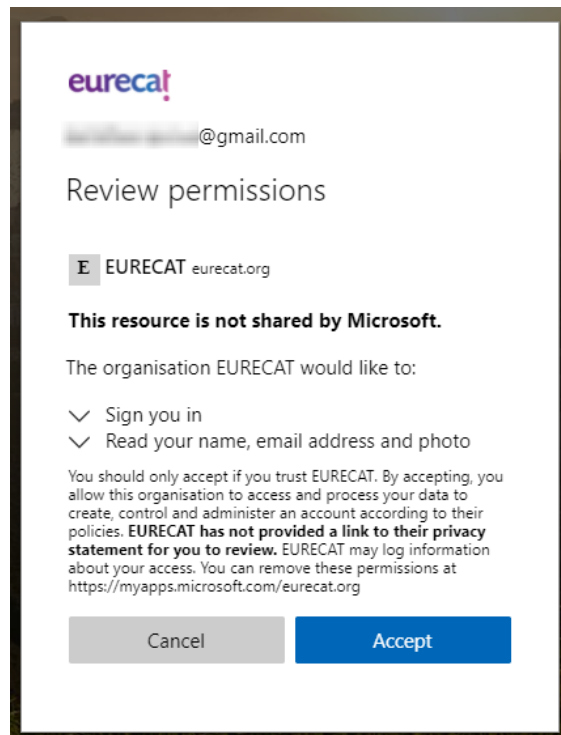 eurecat
@gmail.com
Review permissions
E EURECAT eurecat.org
This resource is not shared by Microsoft.
The organisation EURECAT would like to:
Sign you in
Read your name, email address and photo
You should only accept if you trust EURECAT. By accepting, you
allow this organisation to access and process your data to
create, control and administer an account according to their
policies. EURECAT has not provided a link to their privacy
statement for you to review. EURECAT may log information
about your access. You can remove these permissions at
https://myapps.microsoft.com/eurecat.org
Cancel Accept